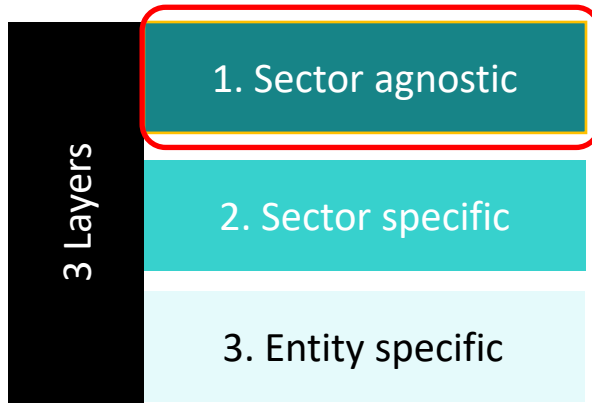 3 Layers
1. Sector agnostic
2. Sector specific
3. Entity specific